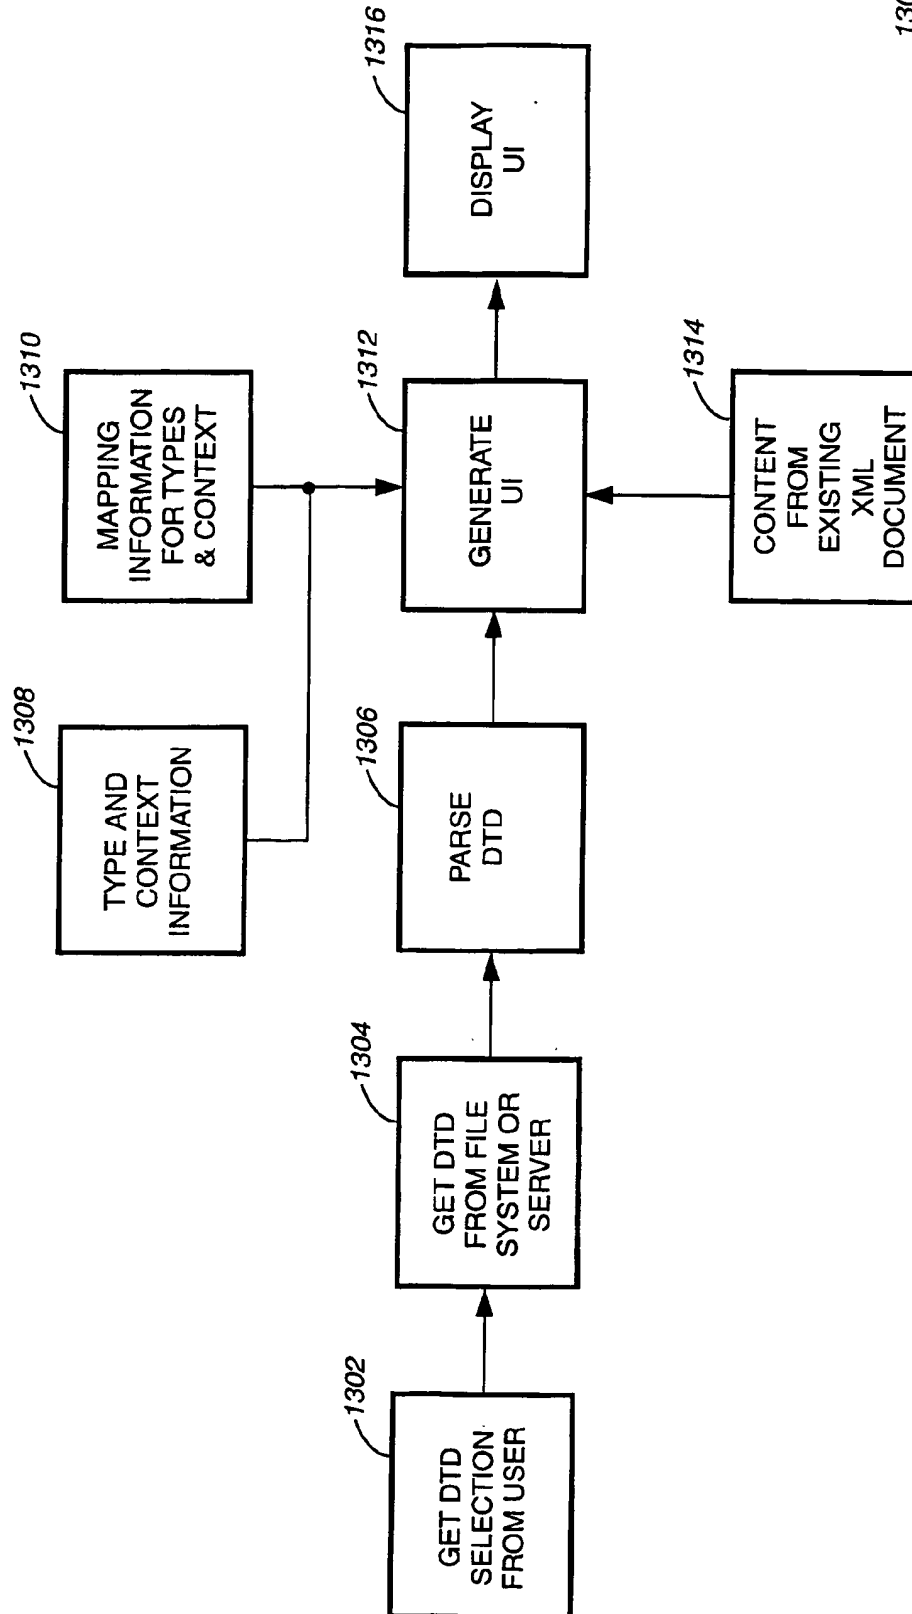 1308
TYPE AND
CONTEXT
INFORMATION
1310
MAPPING
INFORMATION
FOR TYPES
& CONTEXT
1302
GET DTD
SELECTION
FROM USER
1304
GET DTD
FROM FILE
SYSTEM OR
SERVER
1306
PARSE
DTD
1312
GENERATE
UI
1316
DISPLAY
UI
1314
CONTENT
FROM
EXISTING
XML
DOCUMENT